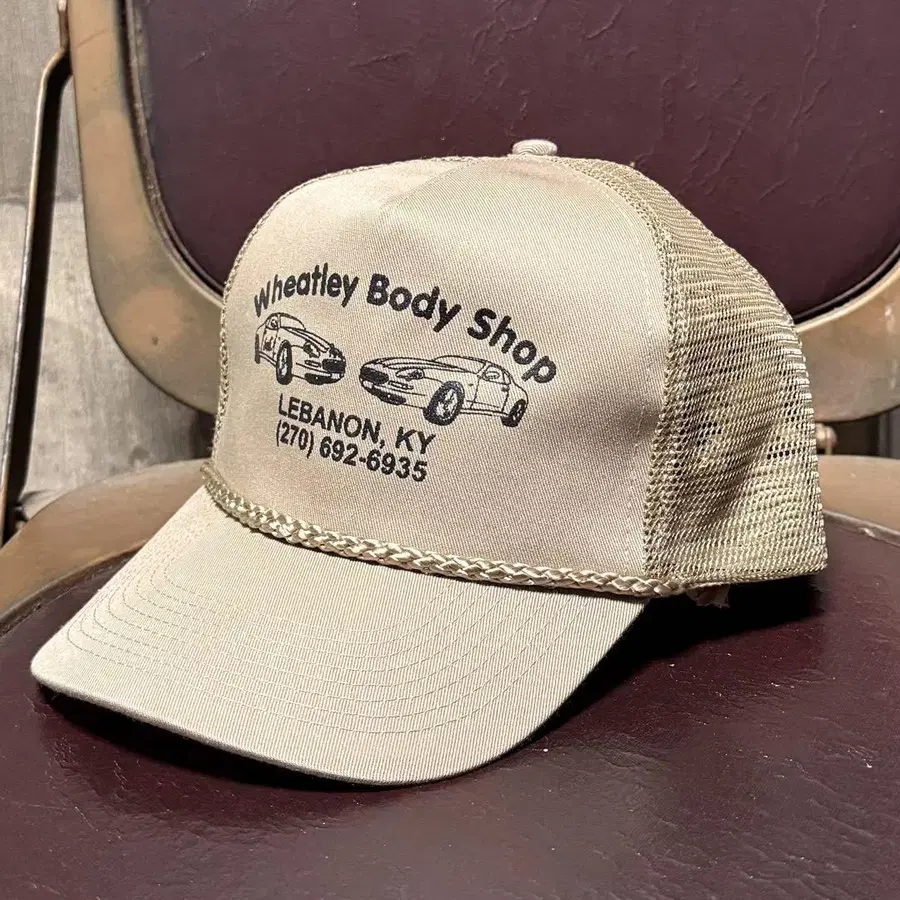 Wheatley Body Shop
LEBANON, KY
(270) 692-6935